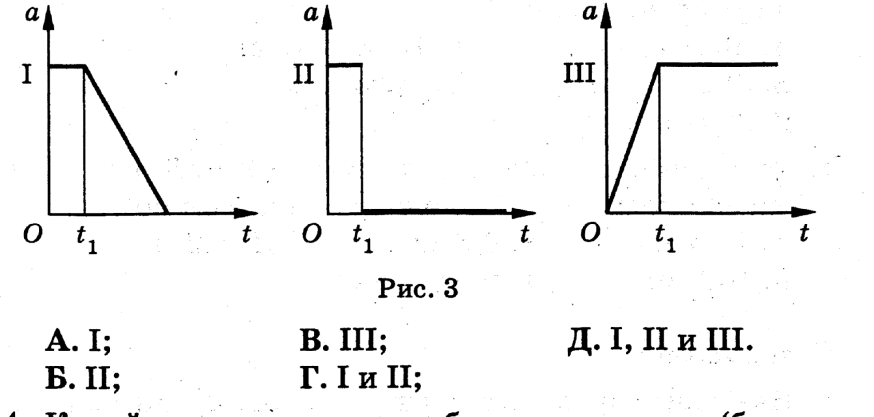 a a a
I II III
O t₁ t O t₁ t O t₁ t
Рис. 3
А. I; В. III; Д. I, II и III.
Б. II; Г. I и II;